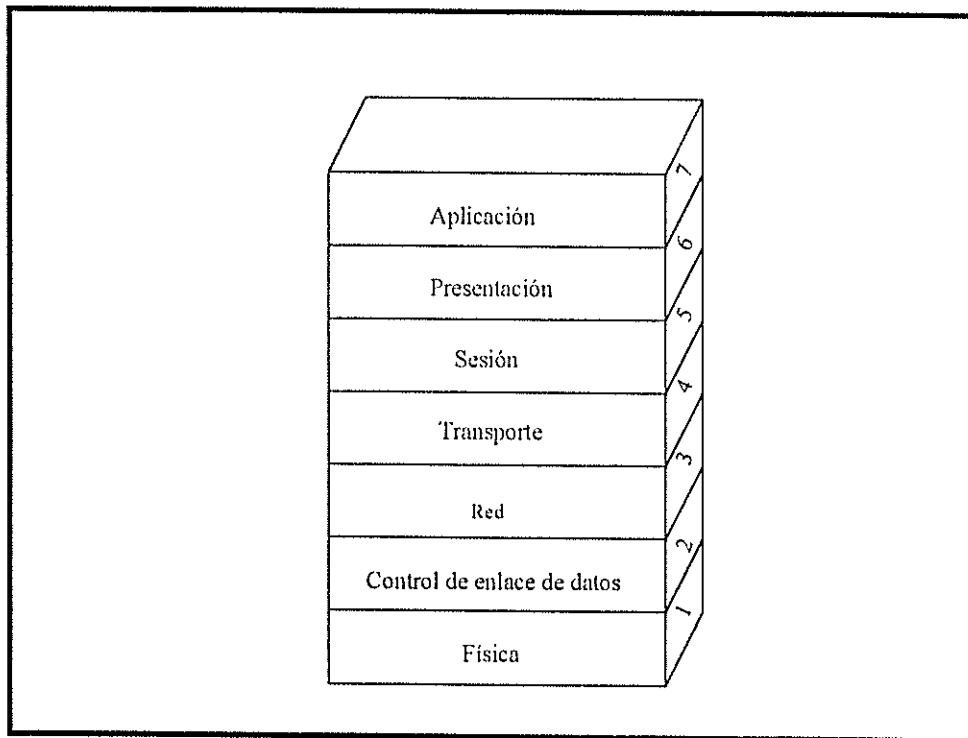 Aplicación 7
Presentación 6
Sesión 5
Transporte 4
Red 3
Control de enlace de datos 2
Física 1